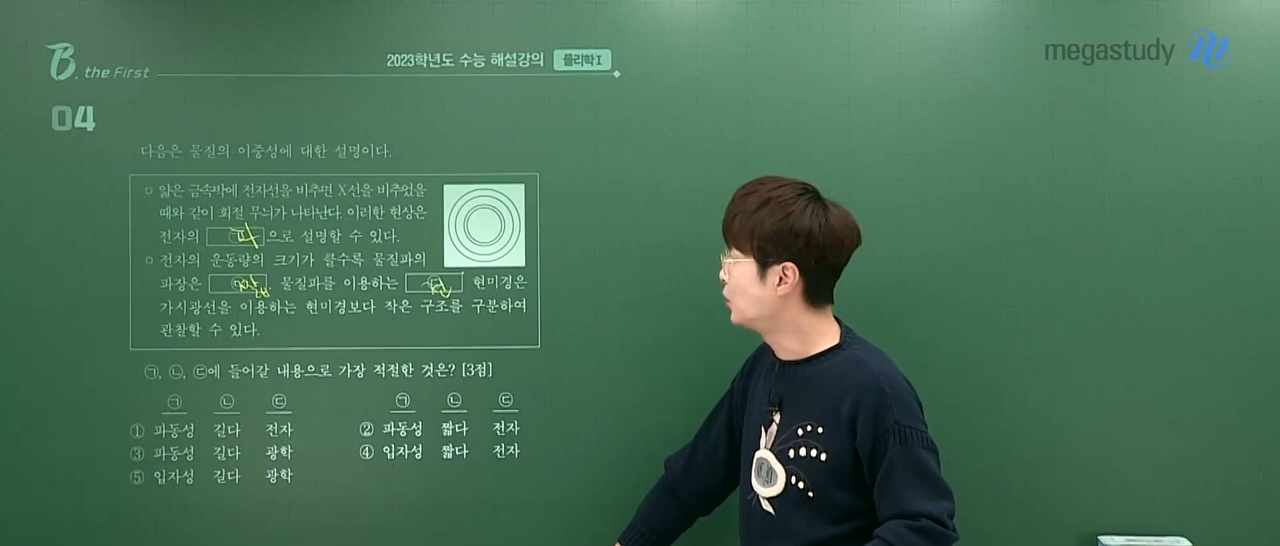 B. the First
2023학년도 수능 해설강의 물리학Ⅰ
megastudy M
04
다음은 물질의 이중성에 대한 설명이다.
○ 얇은 금속박에 전자선을 비추면 X선을 비추었을
때와 같이 회절 무늬가 나타난다. 이러한 현상은
전자의 ㉠ 파 으로 설명할 수 있다.
○ 전자의 운동량의 크기가 클수록 물질파의
파장은 ㉡ 짧. 물질파를 이용하는 ㉢ 전 현미경은
가시광선을 이용하는 현미경보다 작은 구조를 구분하여
관찰할 수 있다.
㉠, ㉡, ㉢에 들어갈 내용으로 가장 적절한 것은? [3점]
㉠ ㉡ ㉢ ㉠ ㉡ ㉢
① 파동성 길다 전자 ② 파동성 짧다 전자
③ 파동성 길다 광학 ④ 입자성 짧다 전자
⑤ 입자성 길다 광학